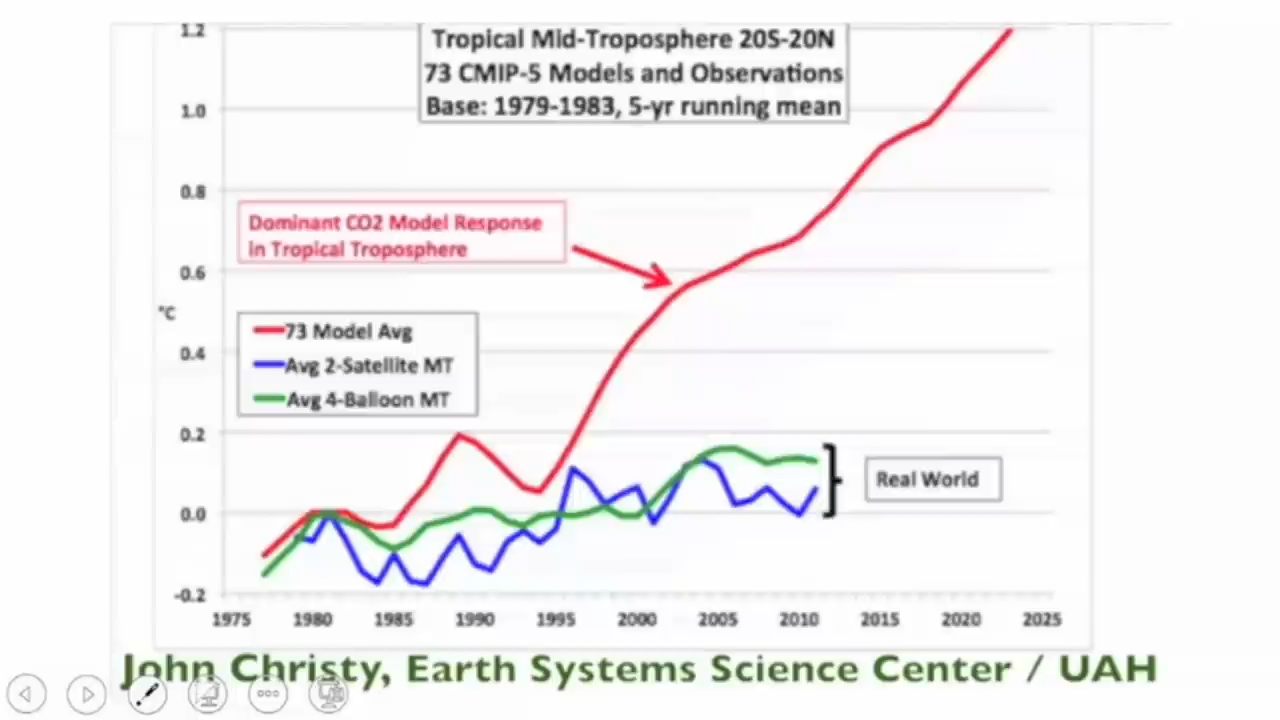 1.2
Tropical Mid-Troposphere 20S-20N
73 CMIP-5 Models and Observations
Base: 1979-1983, 5-yr running mean
1.0
0.8
Dominant CO2 Model Response
in Tropical Troposphere
0.6
°C
73 Model Avg
0.4
Avg 2-Satellite MT
Avg 4-Balloon MT
0.2
Real World
0.0
-0.2
1975 1980 1985 1990 1995 2000 2005 2010 2015 2020 2025
John Christy, Earth Systems Science Center / UAH